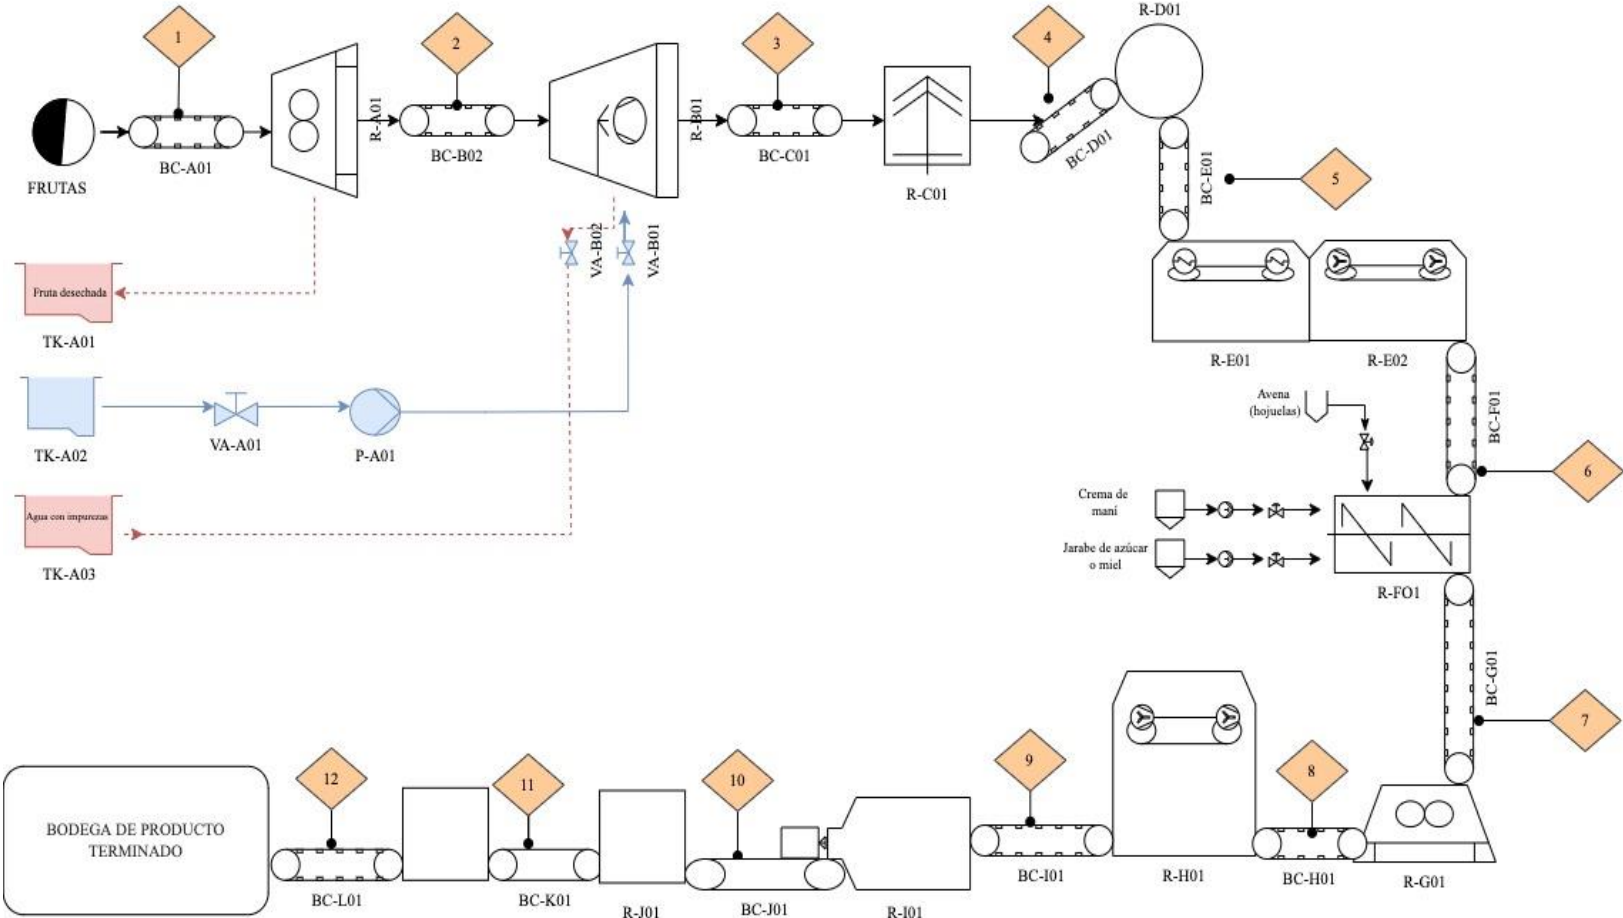 R-D01
1
2
3
4
R-A01
R-B01
FRUTAS
BC-A01
BC-B02
BC-C01
R-C01
BC-D01
BC-E01
5
VA-B02
VA-B01
Fruta desechada
TK-A01
R-E01
R-E02
TK-A02
VA-A01
P-A01
Avena
(hojuelas)
BC-F01
6
Agua con impurezas
TK-A03
Crema de
maní
Jarabe de azúcar
o miel
R-FO1
BC-G01
7
12
11
10
9
8
BODEGA DE PRODUCTO
TERMINADO
BC-L01
BC-K01
R-J01
BC-J01
R-I01
BC-I01
R-H01
BC-H01
R-G01